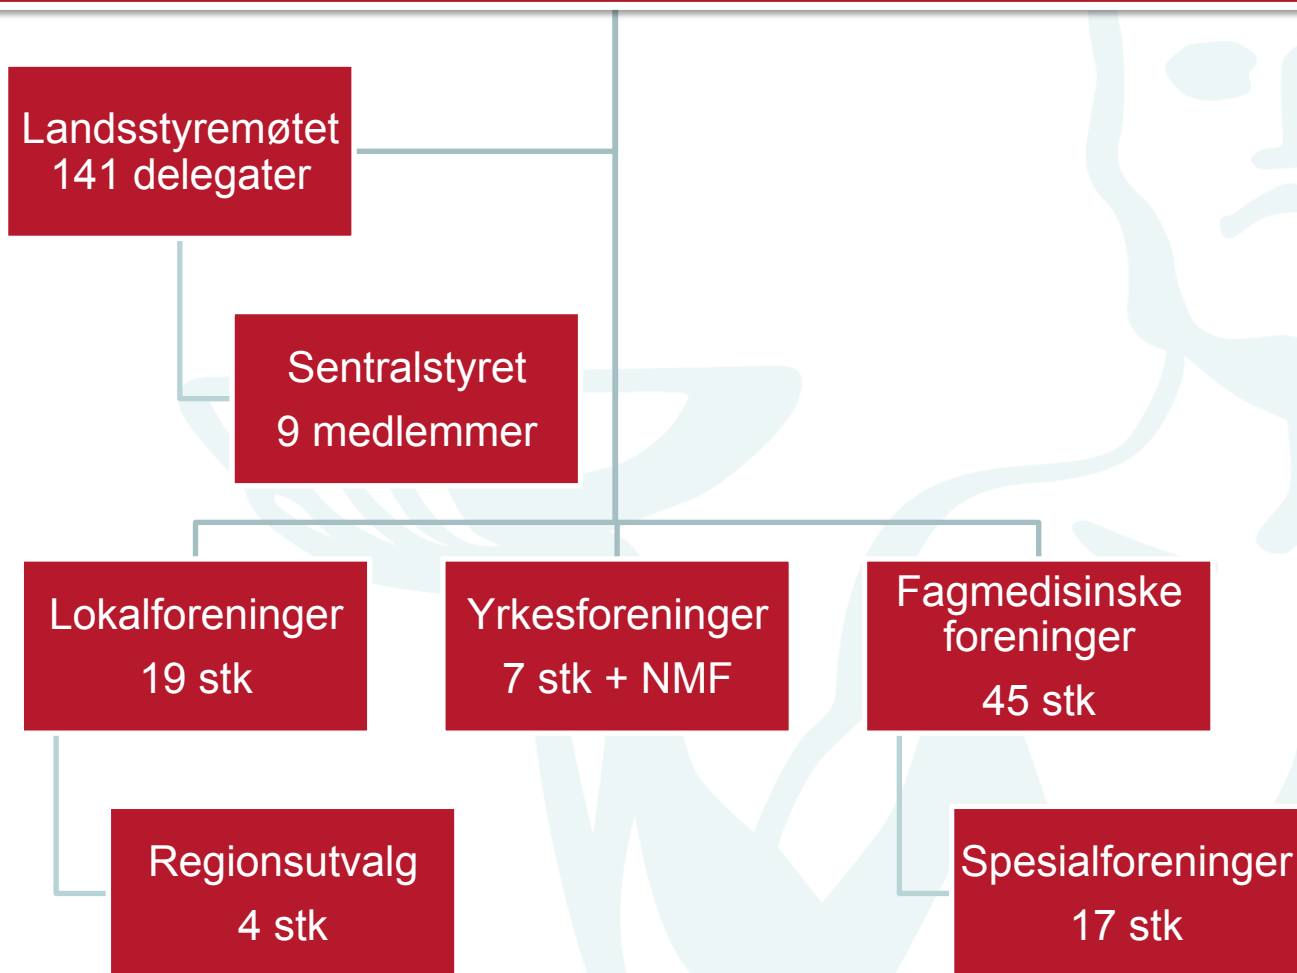 Landsstyremøtet
141 delegater
Sentralstyret
9 medlemmer
Lokalforeninger
19 stk
Yrkesforeninger
7 stk + NMF
Fagmedisinske
foreninger
45 stk
Regionsutvalg
4 stk
Spesialforeninger
17 stk